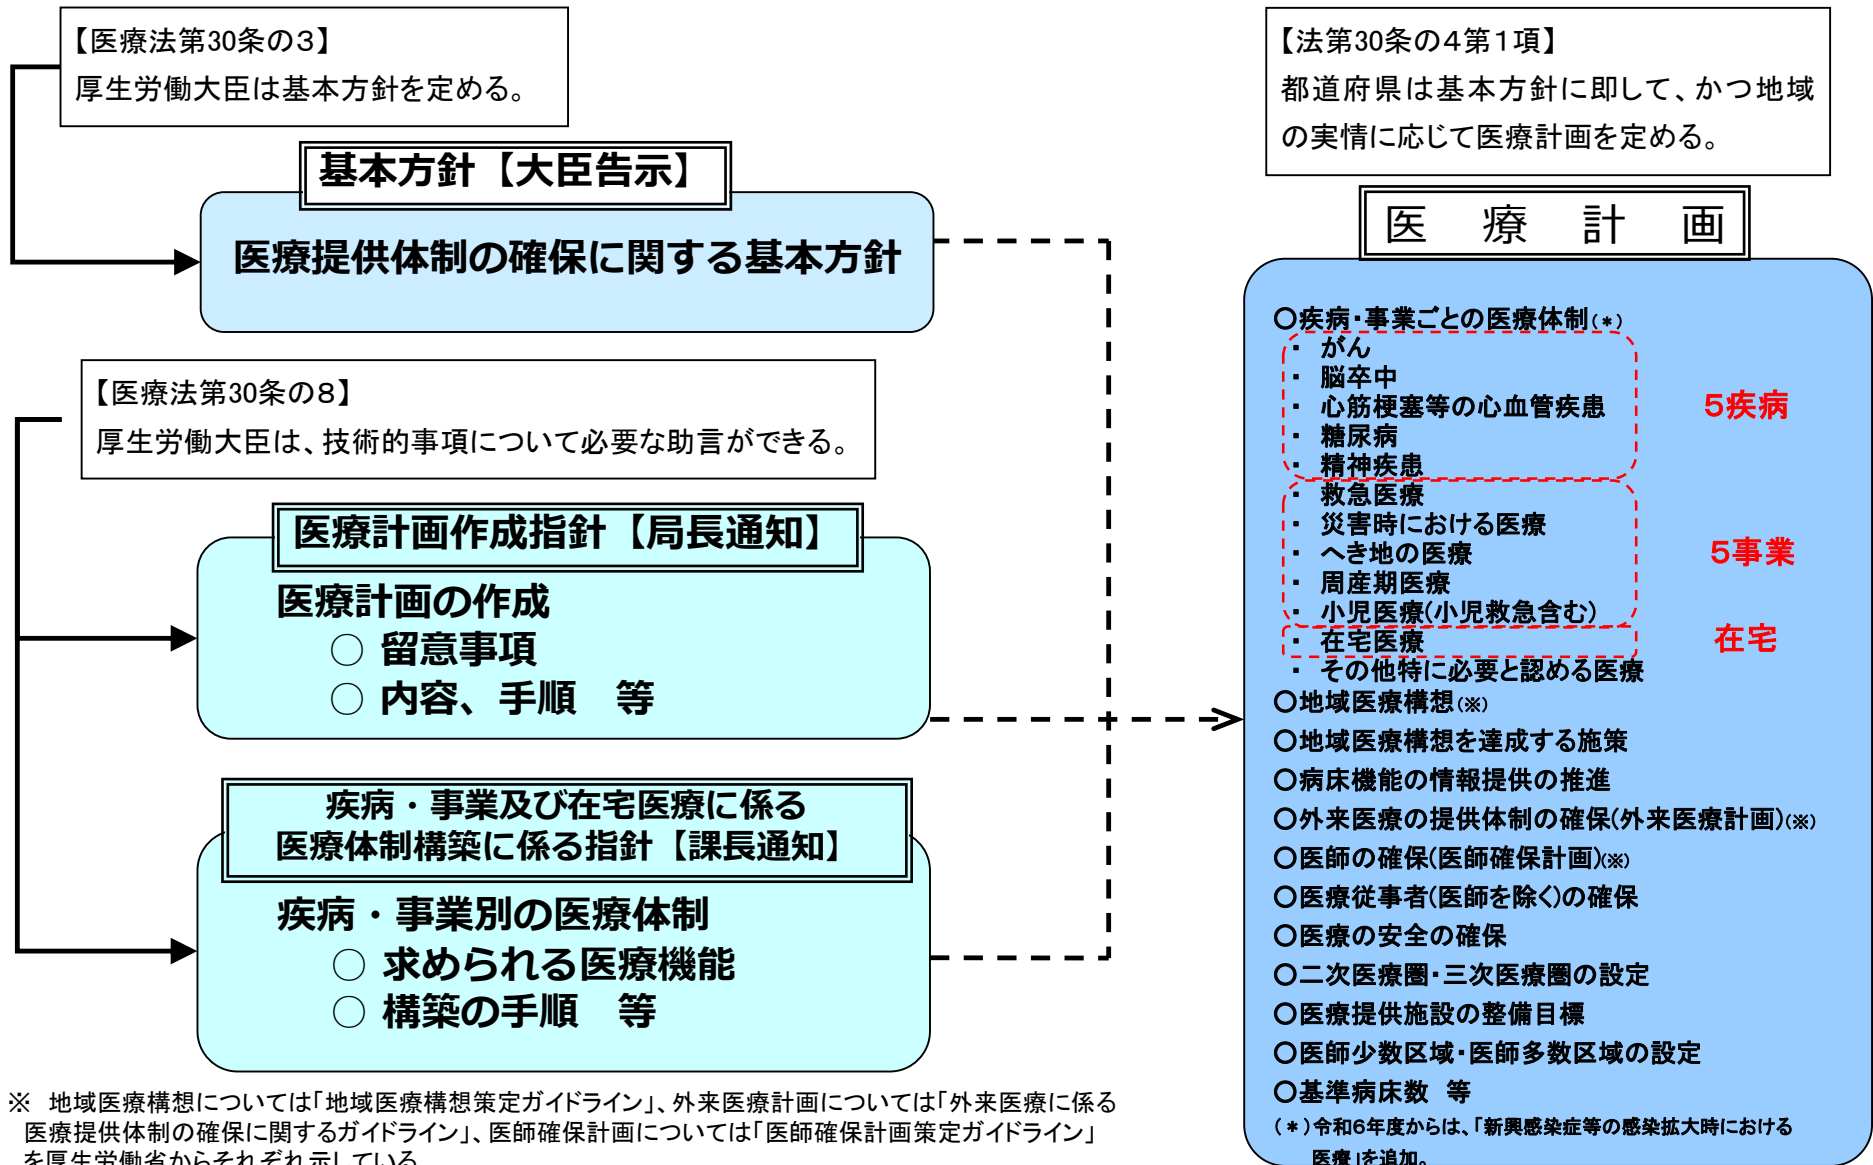 【医療法第30条の3】
厚生労働大臣は基本方針を定める。
基本方針【大臣告示】
医療提供体制の確保に関する基本方針
【医療法第30条の8】
厚生労働大臣は、技術的事項について必要な助言ができる。
医療計画作成指針【局長通知】
医療計画の作成
○ 留意事項
○ 内容、手順　等
疾病・事業及び在宅医療に係る
医療体制構築に係る指針【課長通知】
疾病・事業別の医療体制
○ 求められる医療機能
○ 構築の手順　等
※　地域医療構想については「地域医療構想策定ガイドライン」、外来医療計画については「外来医療に係る
医療提供体制の確保に関するガイドライン」、医師確保計画については「医師確保計画策定ガイドライン」
を厚生労働省からそれぞれ示している
【法第30条の4第1項】
都道府県は基本方針に即して、かつ地域
の実情に応じて医療計画を定める。
医　療　計　画
○疾病・事業ごとの医療体制(*)
・ がん
・ 脳卒中
・ 心筋梗塞等の心血管疾患
・ 糖尿病
・ 精神疾患
5疾病
・ 救急医療
・ 災害時における医療
・ へき地の医療
・ 周産期医療
・ 小児医療(小児救急含む)
5事業
・ 在宅医療
在宅
・ その他特に必要と認める医療
○地域医療構想(※)
○地域医療構想を達成する施策
○病床機能の情報提供の推進
○外来医療の提供体制の確保(外来医療計画)(※)
○医師の確保(医師確保計画)(※)
○医療従事者(医師を除く)の確保
○医療の安全の確保
○二次医療圏・三次医療圏の設定
○医療提供施設の整備目標
○医師少数区域・医師多数区域の設定
○基準病床数　等
(*)令和6年度からは、「新興感染症等の感染拡大時における
医療」を追加。